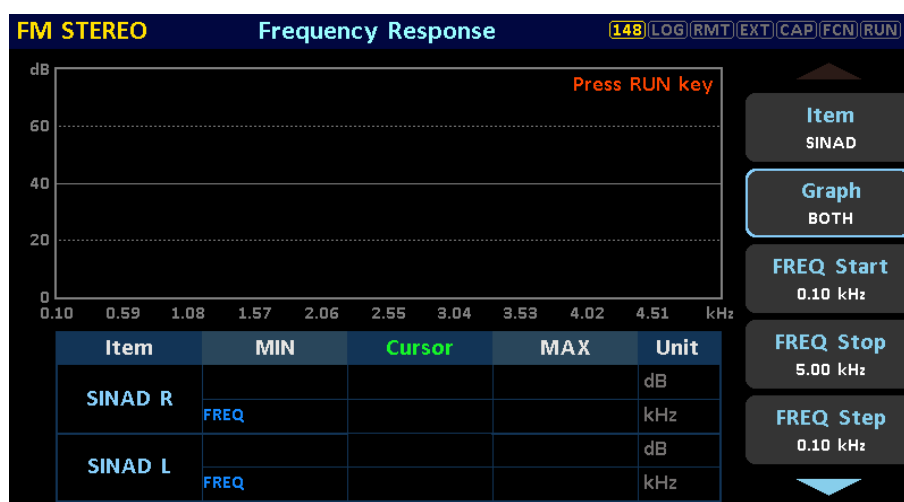 FM STEREO Frequency Response 148 LOG RMT EXT CAP FCN RUN
dB
Press RUN key
60
40
20
0
0.10 0.59 1.08 1.57 2.06 2.55 3.04 3.53 4.02 4.51 kHz
Item MIN Cursor MAX Unit
SINAD R
dB
FREQ kHz
SINAD L
dB
FREQ kHz
Item
SINAD
Graph
BOTH
FREQ Start
0.10 kHz
FREQ Stop
5.00 kHz
FREQ Step
0.10 kHz